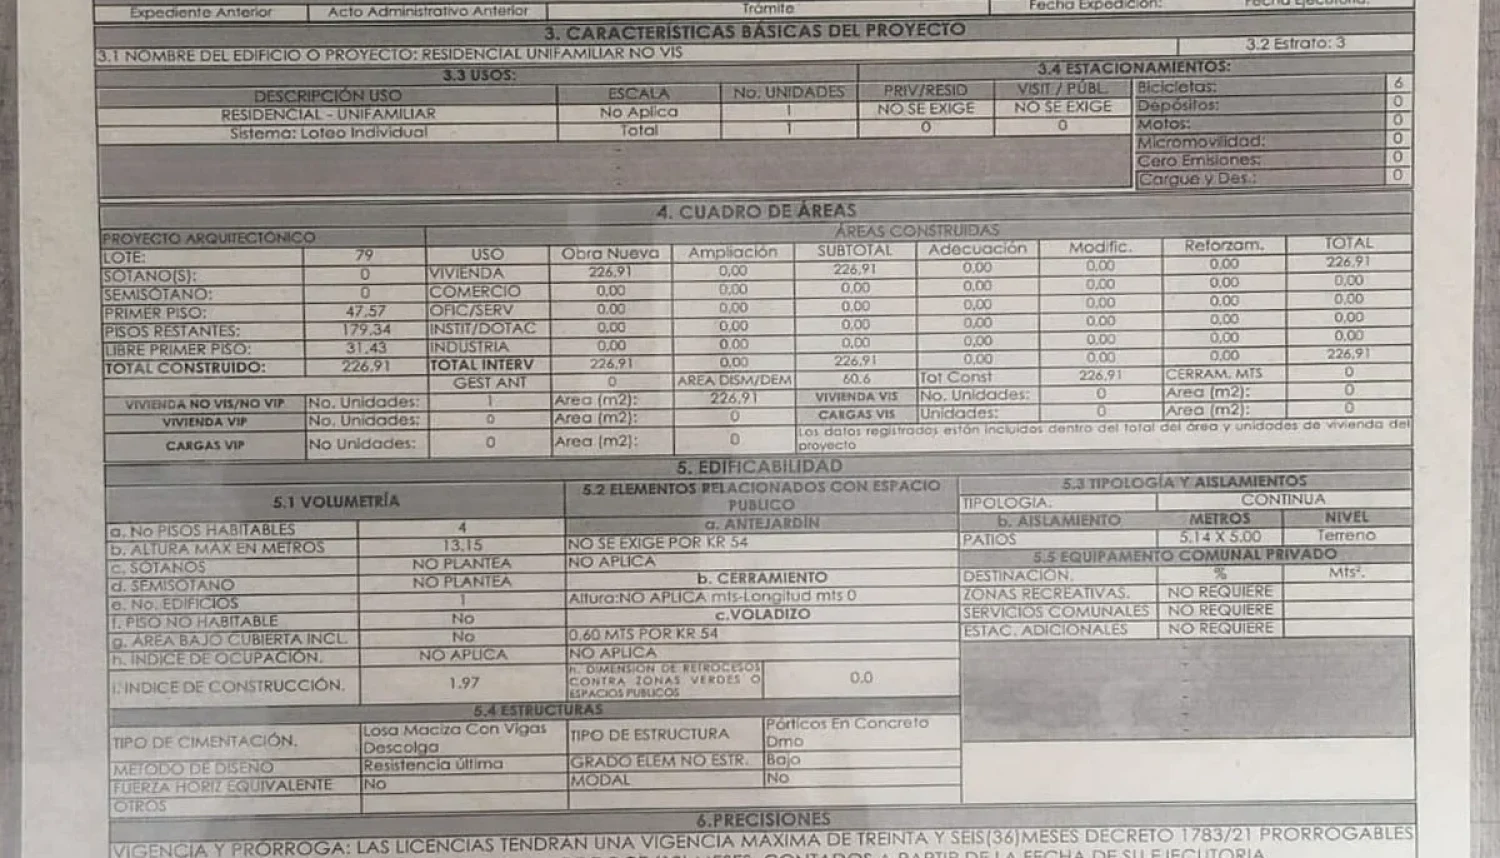 Expediente Anterior Acto Administrativo Anterior Trámite Fecha Expedición: Fecha Ejecutoria:
3. CARACTERÍSTICAS BÁSICAS DEL PROYECTO
3.1 NOMBRE DEL EDIFICIO O PROYECTO: RESIDENCIAL UNIFAMILIAR NO VIS 3.2 Estrato: 3
3.3 USOS: 3.4 ESTACIONAMIENTOS:
DESCRIPCIÓN USO ESCALA No. UNIDADES PRIV/RESID VISIT / PÚBL. Bicicletas: 6
RESIDENCIAL - UNIFAMILIAR No Aplica 1 NO SE EXIGE NO SE EXIGE Depósitos: 0
Sistema: Loteo Individual Total 1 0 0 Motos: 0
Micromovilidad: 0
Cero Emisiones: 0
Cargue y Des.: 0
4. CUADRO DE ÁREAS
PROYECTO ARQUITECTÓNICO ÁREAS CONSTRUIDAS
LOTE: 79 USO Obra Nueva Ampliación SUBTOTAL Adecuación Modific. Reforzam. TOTAL
SOTANO(S): 0 VIVIENDA 226,91 0,00 226,91 0,00 0,00 0,00 226,91
SEMISOTANO: 0 COMERCIO 0,00 0,00 0,00 0,00 0,00 0,00 0,00
PRIMER PISO: 47,57 OFIC/SERV 0,00 0,00 0,00 0,00 0,00 0,00 0,00
PISOS RESTANTES: 179,34 INSTIT/DOTAC 0,00 0,00 0,00 0,00 0,00 0,00 0,00
LIBRE PRIMER PISO: 31,43 INDUSTRIA 0,00 0,00 0,00 0,00 0,00 0,00 0,00
TOTAL CONSTRUIDO: 226,91 TOTAL INTERV 226,91 0,00 226,91 0,00 0,00 0,00 226,91
GEST ANT 0 AREA DISM/DEM 60.6 Tot Const 226,91 CERRAM. MTS 0
VIVIENDA NO VIS/NO VIP No. Unidades: 1 Area (m2): 226,91 VIVIENDA VIS No. Unidades: 0 Area (m2): 0
VIVIENDA VIP No. Unidades: 0 Area (m2): 0 CARGAS VIS Unidades: 0 Area (m2): 0
CARGAS VIP No Unidades: 0 Area (m2): 0 Los datos registrados están incluidos dentro del total del área y unidades de vivienda del
proyecto
5. EDIFICABILIDAD
5.1 VOLUMETRÍA 5.2 ELEMENTOS RELACIONADOS CON ESPACIO
PUBLICO 5.3 TIPOLOGÍA Y AISLAMIENTOS
TIPOLOGIA. CONTINUA
a. No PISOS HABITABLES 4 a. ANTEJARDÍN b. AISLAMIENTO METROS NIVEL
b. ALTURA MAX EN METROS 13,15 NO SE EXIGE POR KR 54 PATIOS 5.14 X 5.00 Terreno
c. SÓTANOS NO PLANTEA NO APLICA 5.5 EQUIPAMENTO COMUNAL PRIVADO
d. SEMISOTANO NO PLANTEA b. CERRAMIENTO DESTINACIÓN. % Mts².
e. No. EDIFICIOS 1 Altura:NO APLICA mts-Longitud mts 0 ZONAS RECREATIVAS. NO REQUIERE
f. PISO NO HABITABLE No c.VOLADIZO SERVICIOS COMUNALES NO REQUIERE
g. ÁREA BAJO CUBIERTA INCL. No 0.60 MTS POR KR 54 ESTAC. ADICIONALES NO REQUIERE
h. ÍNDICE DE OCUPACIÓN. NO APLICA NO APLICA
i. INDICE DE CONSTRUCCIÓN. 1.97 h. DIMENSION DE RETROCESOS
CONTRA ZONAS VERDES O
ESPACIOS PUBLICOS 0.0
5.4 ESTRUCTURAS
TIPO DE CIMENTACIÓN. Losa Maciza Con Vigas
Descolga TIPO DE ESTRUCTURA Pórticos En Concreto
Dmo
METODO DE DISEÑO Resistencia última GRADO ELEM NO ESTR. Bajo
FUERZA HORIZ EQUIVALENTE No MODAL No
OTROS
6.PRECISIONES
VIGENCIA Y PRÓRROGA: LAS LICENCIAS TENDRAN UNA VIGENCIA MAXIMA DE TREINTA Y SEIS(36)MESES DECRETO 1783/21 PRORROGABLES
CONTADOS A PARTIR DE LA FECHA DE SU EJECUTORIA